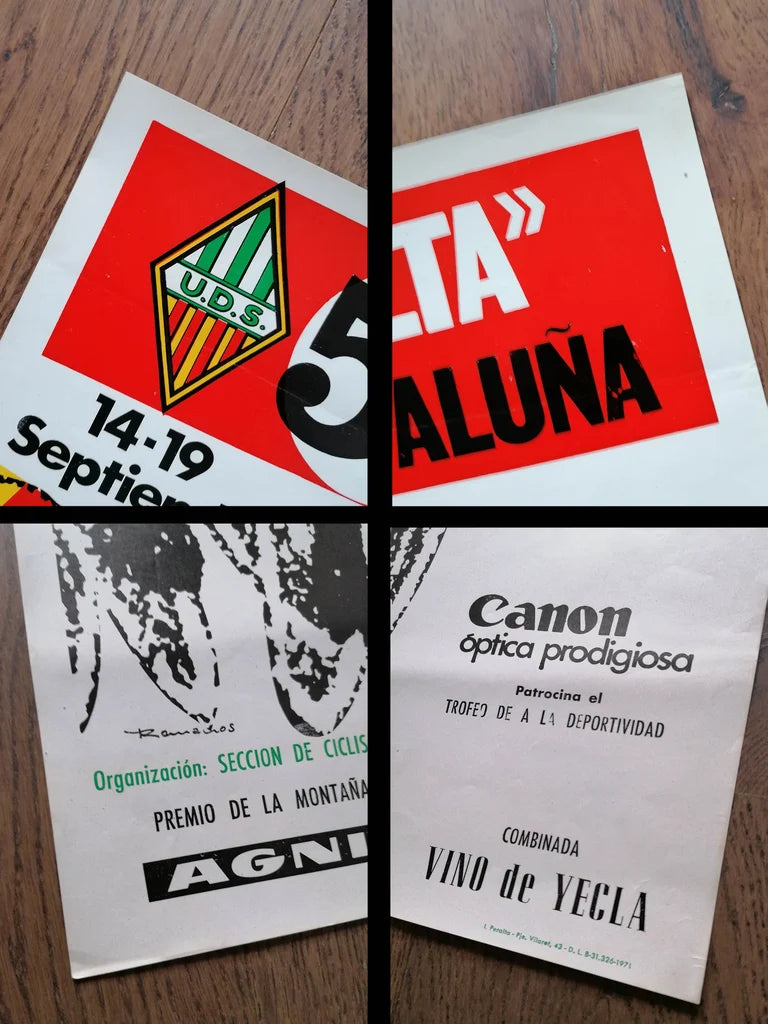 U.D.S.
5
14-19
Septiem
LTA»
ALUÑA
Ramachos
Organización: SECCION DE CICLIS
PREMIO DE LA MONTAÑA
AGNI
Canon
óptica prodigiosa
Patrocina el
TROFEO DE A LA DEPORTIVIDAD
COMBINADA
VINO de YECLA
I. Peralta - Pje. Vilaret, 43 - D. L. B-31.326-1971